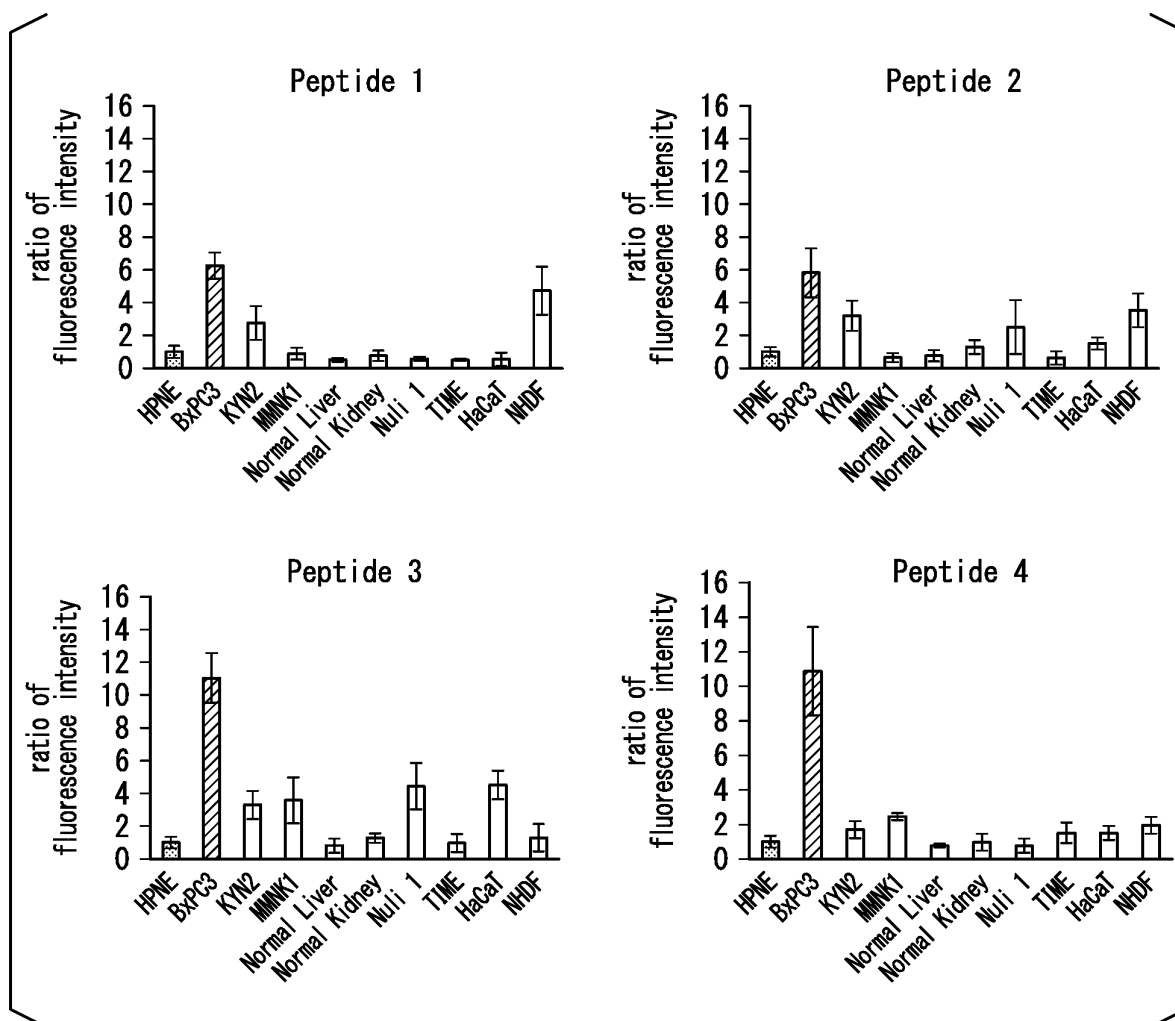 Peptide 1
ratio of
fluorescence intensity
16
14
12
10
8
6
4
2
0
HPNE
BxPC3
KYN2
MMNK1
Normal Liver
Normal Kidney
Nuli 1
TIME
HaCaT
NHDF
Peptide 2
ratio of
fluorescence intensity
16
14
12
10
8
6
4
2
0
HPNE
BxPC3
KYN2
MMNK1
Normal Liver
Normal Kidney
Nuli 1
TIME
HaCaT
NHDF
Peptide 3
ratio of
fluorescence intensity
16
14
12
10
8
6
4
2
0
HPNE
BxPC3
KYN2
MMNK1
Normal Liver
Normal Kidney
Nuli 1
TIME
HaCaT
NHDF
Peptide 4
ratio of
fluorescence intensity
16
14
12
10
8
6
4
2
0
HPNE
BxPC3
KYN2
MMNK1
Normal Liver
Normal Kidney
Nuli 1
TIME
HaCaT
NHDF